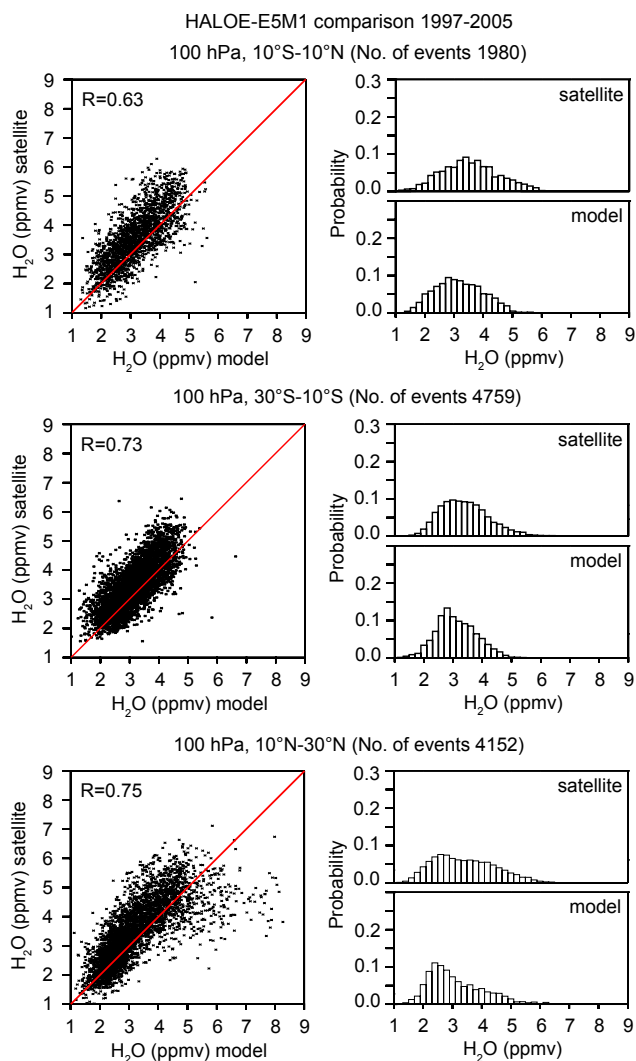 HALOE-E5M1 comparison 1997-2005
100 hPa, 10°S-10°N (No. of events 1980)
R=0.63
H₂O (ppmv) satellite
9
8
7
6
5
4
3
2
1
1 2 3 4 5 6 7 8 9
H₂O (ppmv) model
satellite
model
Probability
0.3
0.2
0.1
0.0
0.2
0.1
0.0
1 2 3 4 5 6 7 8 9
H₂O (ppmv)
100 hPa, 30°S-10°S (No. of events 4759)
R=0.73
H₂O (ppmv) satellite
9
8
7
6
5
4
3
2
1
1 2 3 4 5 6 7 8 9
H₂O (ppmv) model
satellite
model
Probability
0.3
0.2
0.1
0.0
0.2
0.1
0.0
1 2 3 4 5 6 7 8 9
H₂O (ppmv)
100 hPa, 10°N-30°N (No. of events 4152)
R=0.75
H₂O (ppmv) satellite
9
8
7
6
5
4
3
2
1
1 2 3 4 5 6 7 8 9
H₂O (ppmv) model
satellite
model
Probability
0.3
0.2
0.1
0.0
0.2
0.1
0.0
1 2 3 4 5 6 7 8 9
H₂O (ppmv)